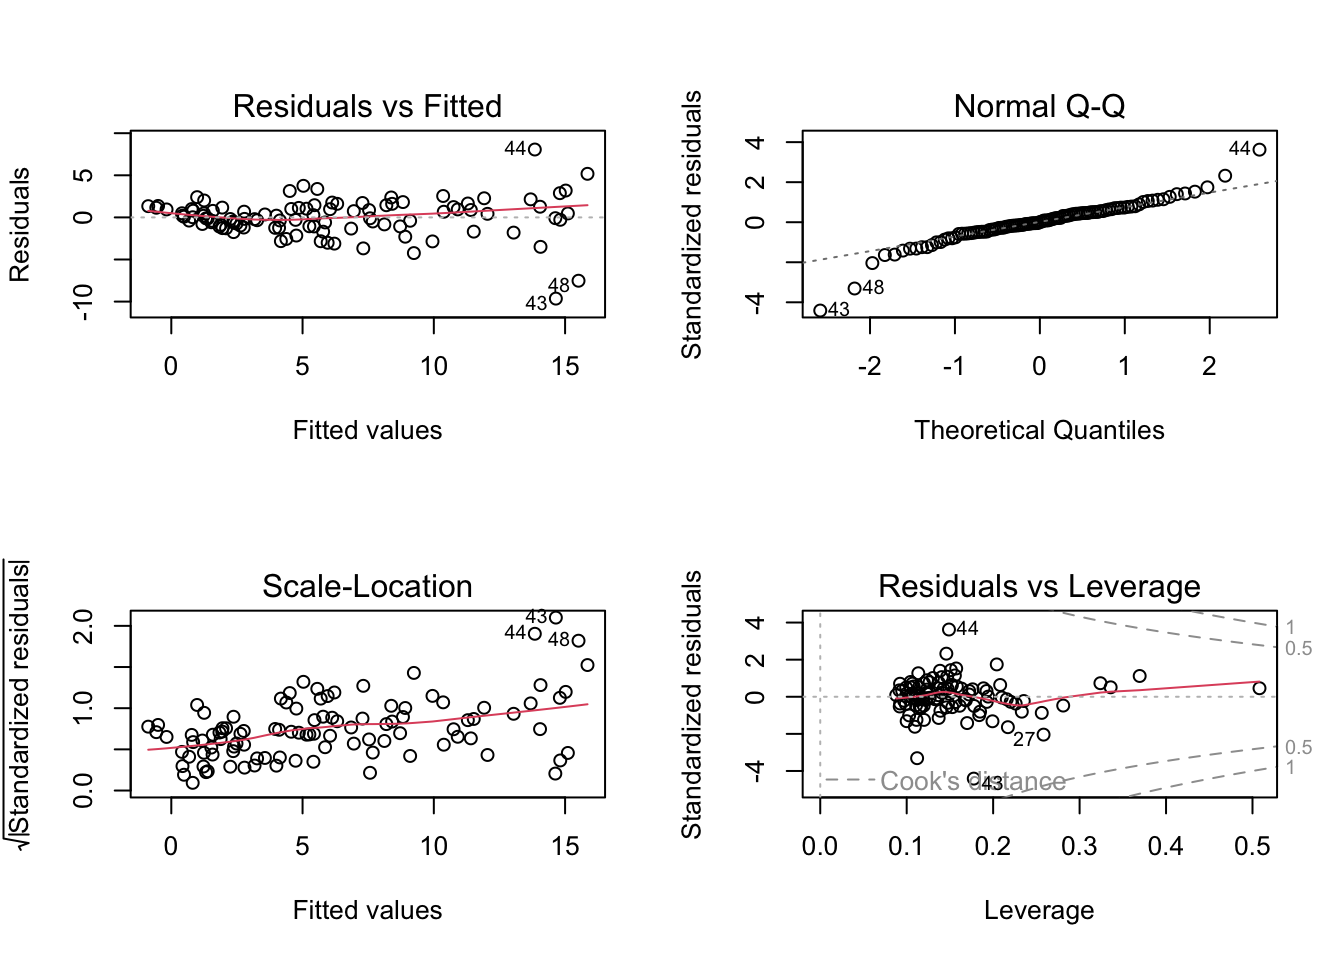 Residuals vs Fitted
Residuals
5
0
-10
44
48
43
0 5 10 15
Fitted values
Normal Q-Q
Standardized residuals
4
2
0
-4
44
48
43
-2 -1 0 1 2
Theoretical Quantiles
Scale-Location
√|Standardized residuals|
2.0
1.0
0.0
43
44
48
0 5 10 15
Fitted values
Residuals vs Leverage
Standardized residuals
4
2
0
-4
44
27
43
Cook's distance
1
0.5
0.5
1
0.0 0.1 0.2 0.3 0.4 0.5
Leverage